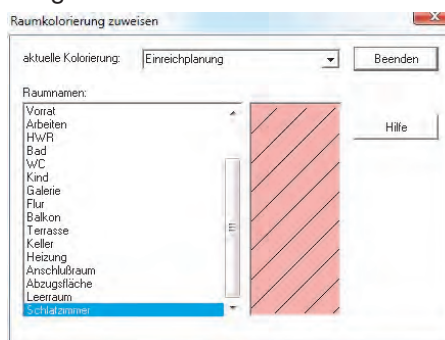 Raumkolorierung zuweisen
aktuelle Kolorierung: Einreichplanung Beenden
Raumnamen:
Hilfe
Vorrat
Arbeiten
HWR
Bad
WC
Kind
Galerie
Flur
Balkon
Terrasse
Keller
Heizung
Anschlußraum
Abzugsfläche
Leerraum
Schlafzimmer